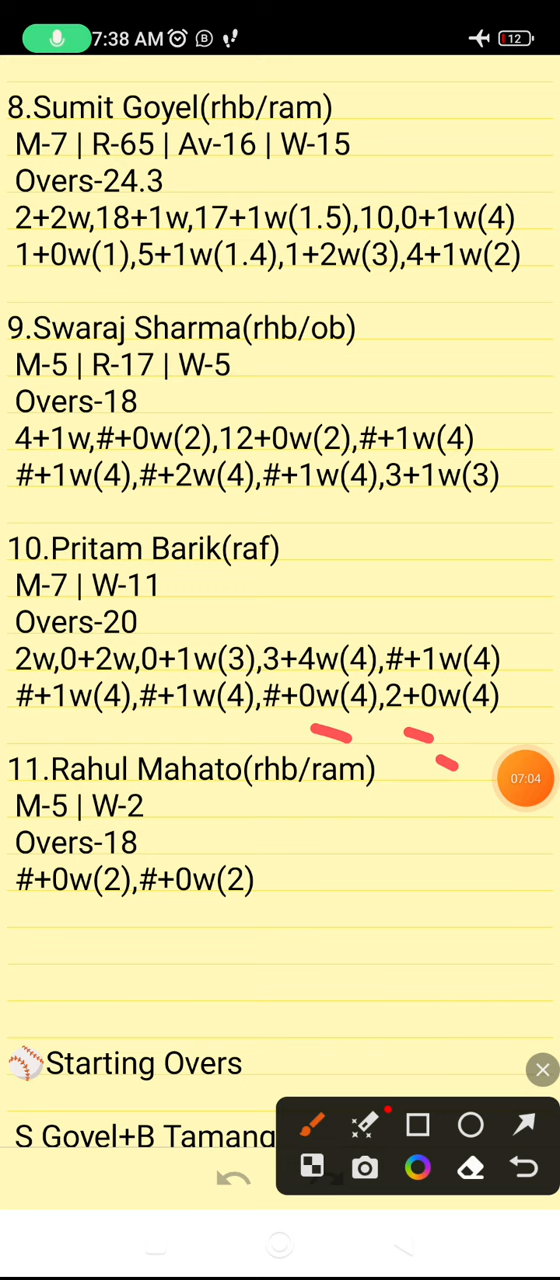 7:38 AM
12
8.Sumit Goyel(rhb/ram)
M-7 | R-65 | Av-16 | W-15
Overs-24.3
2+2w,18+1w,17+1w(1.5),10,0+1w(4)
1+0w(1),5+1w(1.4),1+2w(3),4+1w(2)
9.Swaraj Sharma(rhb/ob)
M-5 | R-17 | W-5
Overs-18
4+1w,#+0w(2),12+0w(2),#+1w(4)
#+1w(4),#+2w(4),#+1w(4),3+1w(3)
10.Pritam Barik(raf)
M-7 | W-11
Overs-20
2w,0+2w,0+1w(3),3+4w(4),#+1w(4)
#+1w(4),#+1w(4),#+0w(4),2+0w(4)
11.Rahul Mahato(rhb/ram)
M-5 | W-2
07:04
Overs-18
#+0w(2),#+0w(2)
Starting Overs
S Goyel+B Tamang